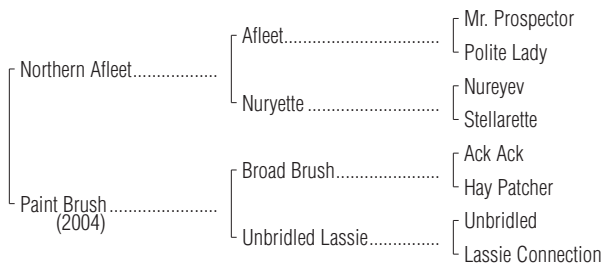 Mr. Prospector
Afleet
Polite Lady
Northern Afleet
Nureyev
Nuryette
Stellarette
Ack Ack
Broad Brush
Hay Patcher
Paint Brush
(2004)
Unbridled
Unbridled Lassie
Lassie Connection